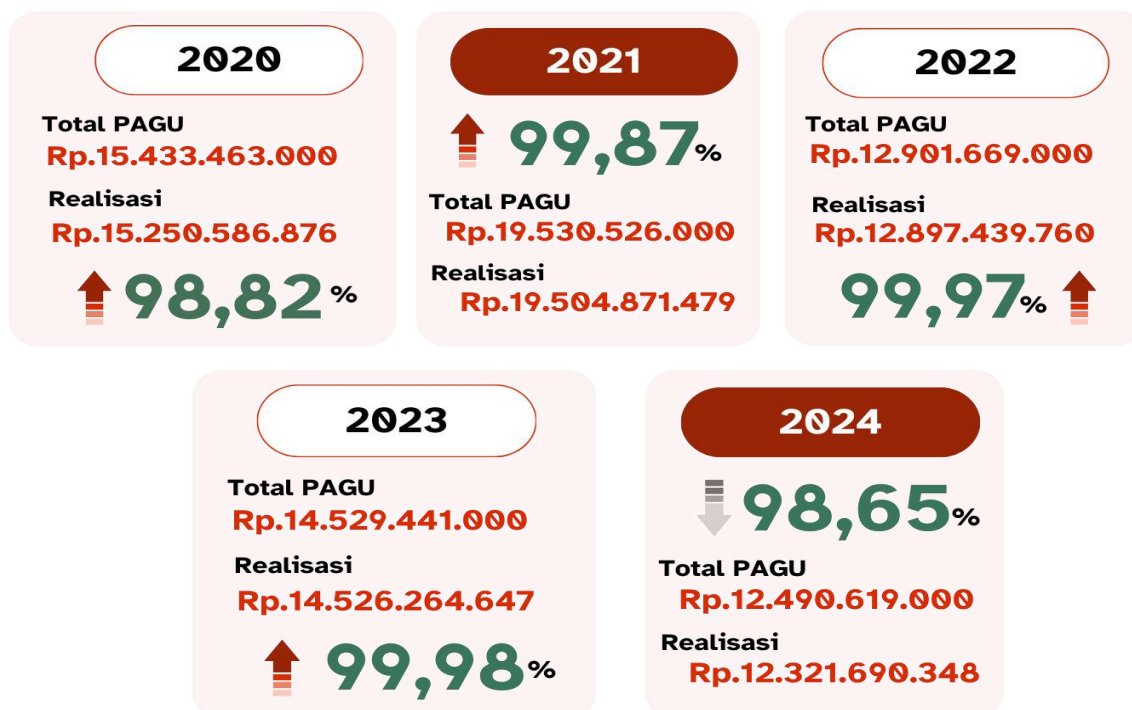 2020
Total PAGU
Rp.15.433.463.000
Realisasi
Rp.15.250.586.876
98,82 %
2021
99,87%
Total PAGU
Rp.19.530.526.000
Realisasi
Rp.19.504.871.479
2022
Total PAGU
Rp.12.901.669.000
Realisasi
Rp.12.897.439.760
99,97%
2023
Total PAGU
Rp.14.529.441.000
Realisasi
Rp.14.526.264.647
99,98%
2024
98,65%
Total PAGU
Rp.12.490.619.000
Realisasi
Rp.12.321.690.348